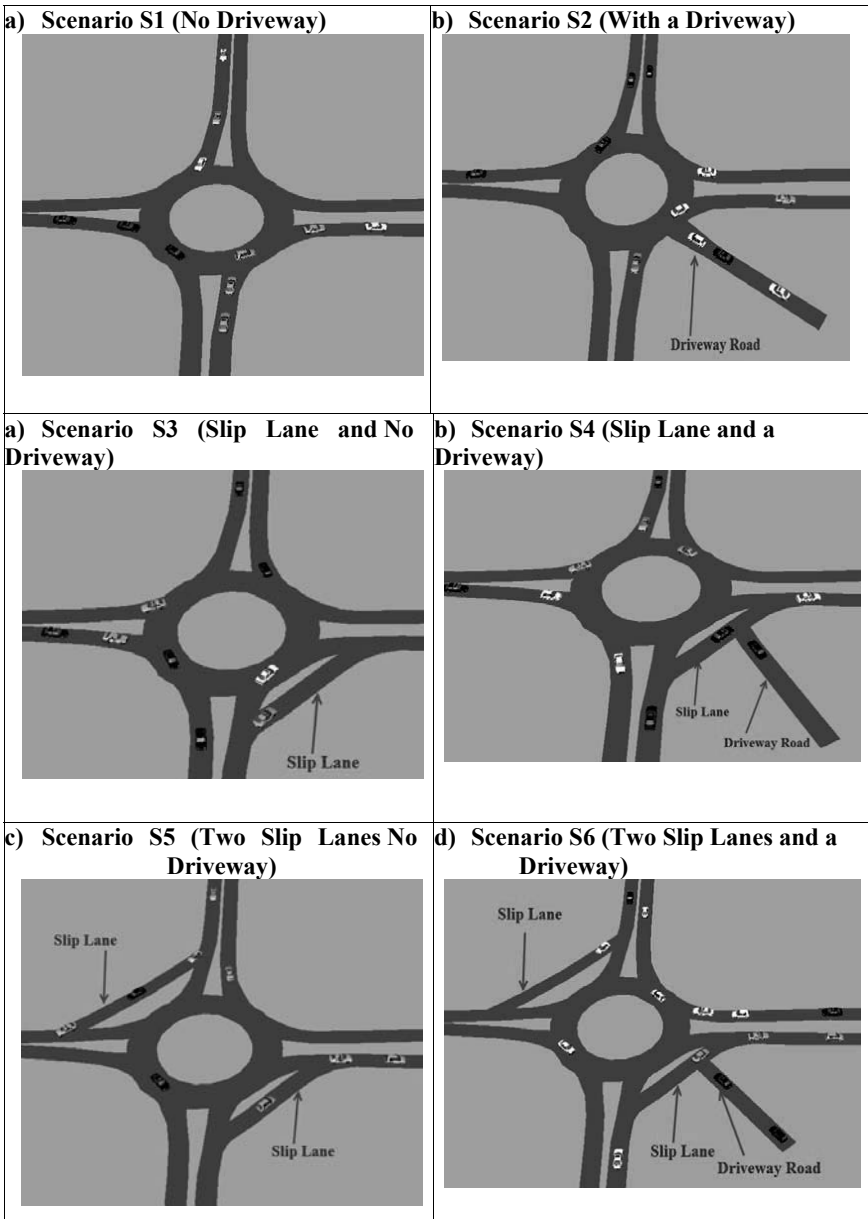 a) Scenario S1 (No Driveway)
b) Scenario S2 (With a Driveway)
Driveway Road
a) Scenario S3 (Slip Lane and No
Driveway)
Slip Lane
b) Scenario S4 (Slip Lane and a
Driveway)
Slip Lane
Driveway Road
c) Scenario S5 (Two Slip Lanes No
Driveway)
Slip Lane
Slip Lane
d) Scenario S6 (Two Slip Lanes and a
Driveway)
Slip Lane
Slip Lane
Driveway Road